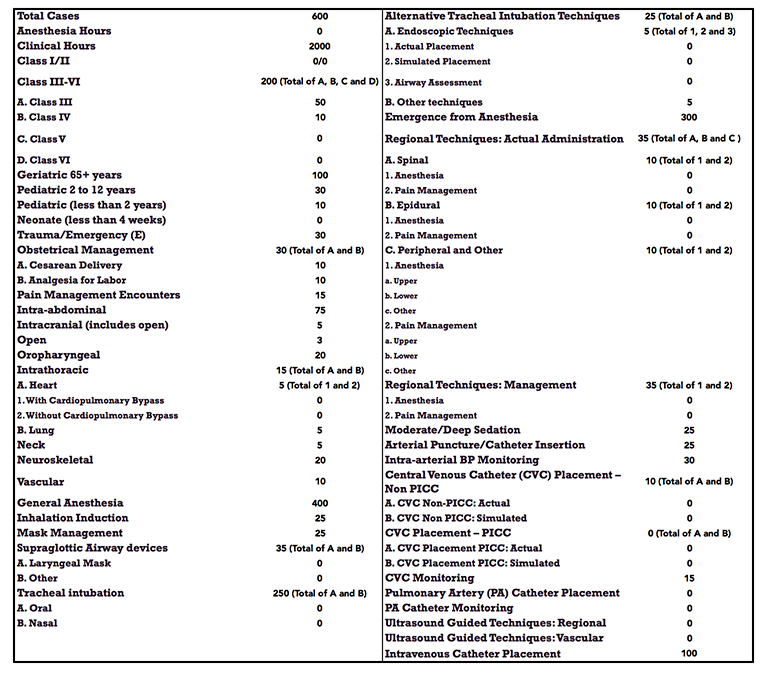 Total Cases 600
Anesthesia Hours 0
Clinical Hours 2000
Class I/II 0/0
Class III-VI 200 (Total of A, B, C and D)
A. Class III 50
B. Class IV 10
C. Class V 0
D. Class VI 0
Geriatric 65+ years 100
Pediatric 2 to 12 years 30
Pediatric (less than 2 years) 10
Neonate (less than 4 weeks) 0
Trauma/Emergency (E) 30
Obstetrical Management 30 (Total of A and B)
A. Cesarean Delivery 10
B. Analgesia for Labor 10
Pain Management Encounters 15
Intra-abdominal 75
Intracranial (includes open) 5
Open 3
Oropharyngeal 20
Intrathoracic 15 (Total of A and B)
A. Heart 5 (Total of 1 and 2)
1. With Cardiopulmonary Bypass 0
2. Without Cardiopulmonary Bypass 0
B. Lung 5
Neck 5
Neuroskeletal 20
Vascular 10
General Anesthesia 400
Inhalation Induction 25
Mask Management 25
Supraglottic Airway devices 35 (Total of A and B)
A. Laryngeal Mask 0
B. Other 0
Tracheal intubation 250 (Total of A and B)
A. Oral 0
B. Nasal 0
Alternative Tracheal Intubation Techniques 25 (Total of A and B)
A. Endoscopic Techniques 5 (Total of 1, 2 and 3)
1. Actual Placement 0
2. Simulated Placement 0
3. Airway Assessment 0
B. Other techniques 5
Emergence from Anesthesia 300
Regional Techniques: Actual Administration 35 (Total of A, B and C )
A. Spinal 10 (Total of 1 and 2)
1. Anesthesia 0
2. Pain Management 0
B. Epidural 10 (Total of 1 and 2)
1. Anesthesia 0
2. Pain Management 0
C. Peripheral and Other 10 (Total of 1 and 2)
1. Anesthesia
a. Upper
b. Lower
c. Other
2. Pain Management
a. Upper
b. Lower
c. Other
Regional Techniques: Management 35 (Total of 1 and 2)
1. Anesthesia 0
2. Pain Management 0
Moderate/Deep Sedation 25
Arterial Puncture/Catheter Insertion 25
Intra-arterial BP Monitoring 30
Central Venous Catheter (CVC) Placement –
Non PICC 10 (Total of A and B)
A. CVC Non-PICC: Actual 0
B. CVC Non PICC: Simulated 0
CVC Placement – PICC 0 (Total of A and B)
A. CVC Placement PICC: Actual 0
B. CVC Placement PICC: Simulated 0
CVC Monitoring 15
Pulmonary Artery (PA) Catheter Placement 0
PA Catheter Monitoring 0
Ultrasound Guided Techniques: Regional 0
Ultrasound Guided Techniques: Vascular 0
Intravenous Catheter Placement 100